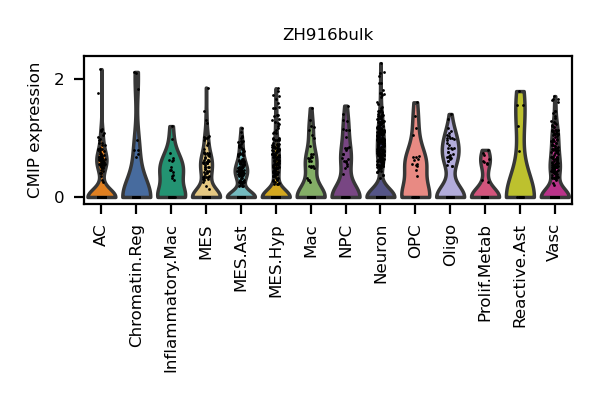 ZH916bulk
CMIP expression
2
0
AC
Chromatin.Reg
Inflammatory.Mac
MES
MES.Ast
MES.Hyp
Mac
NPC
Neuron
OPC
Oligo
Prolif.Metab
Reactive.Ast
Vasc